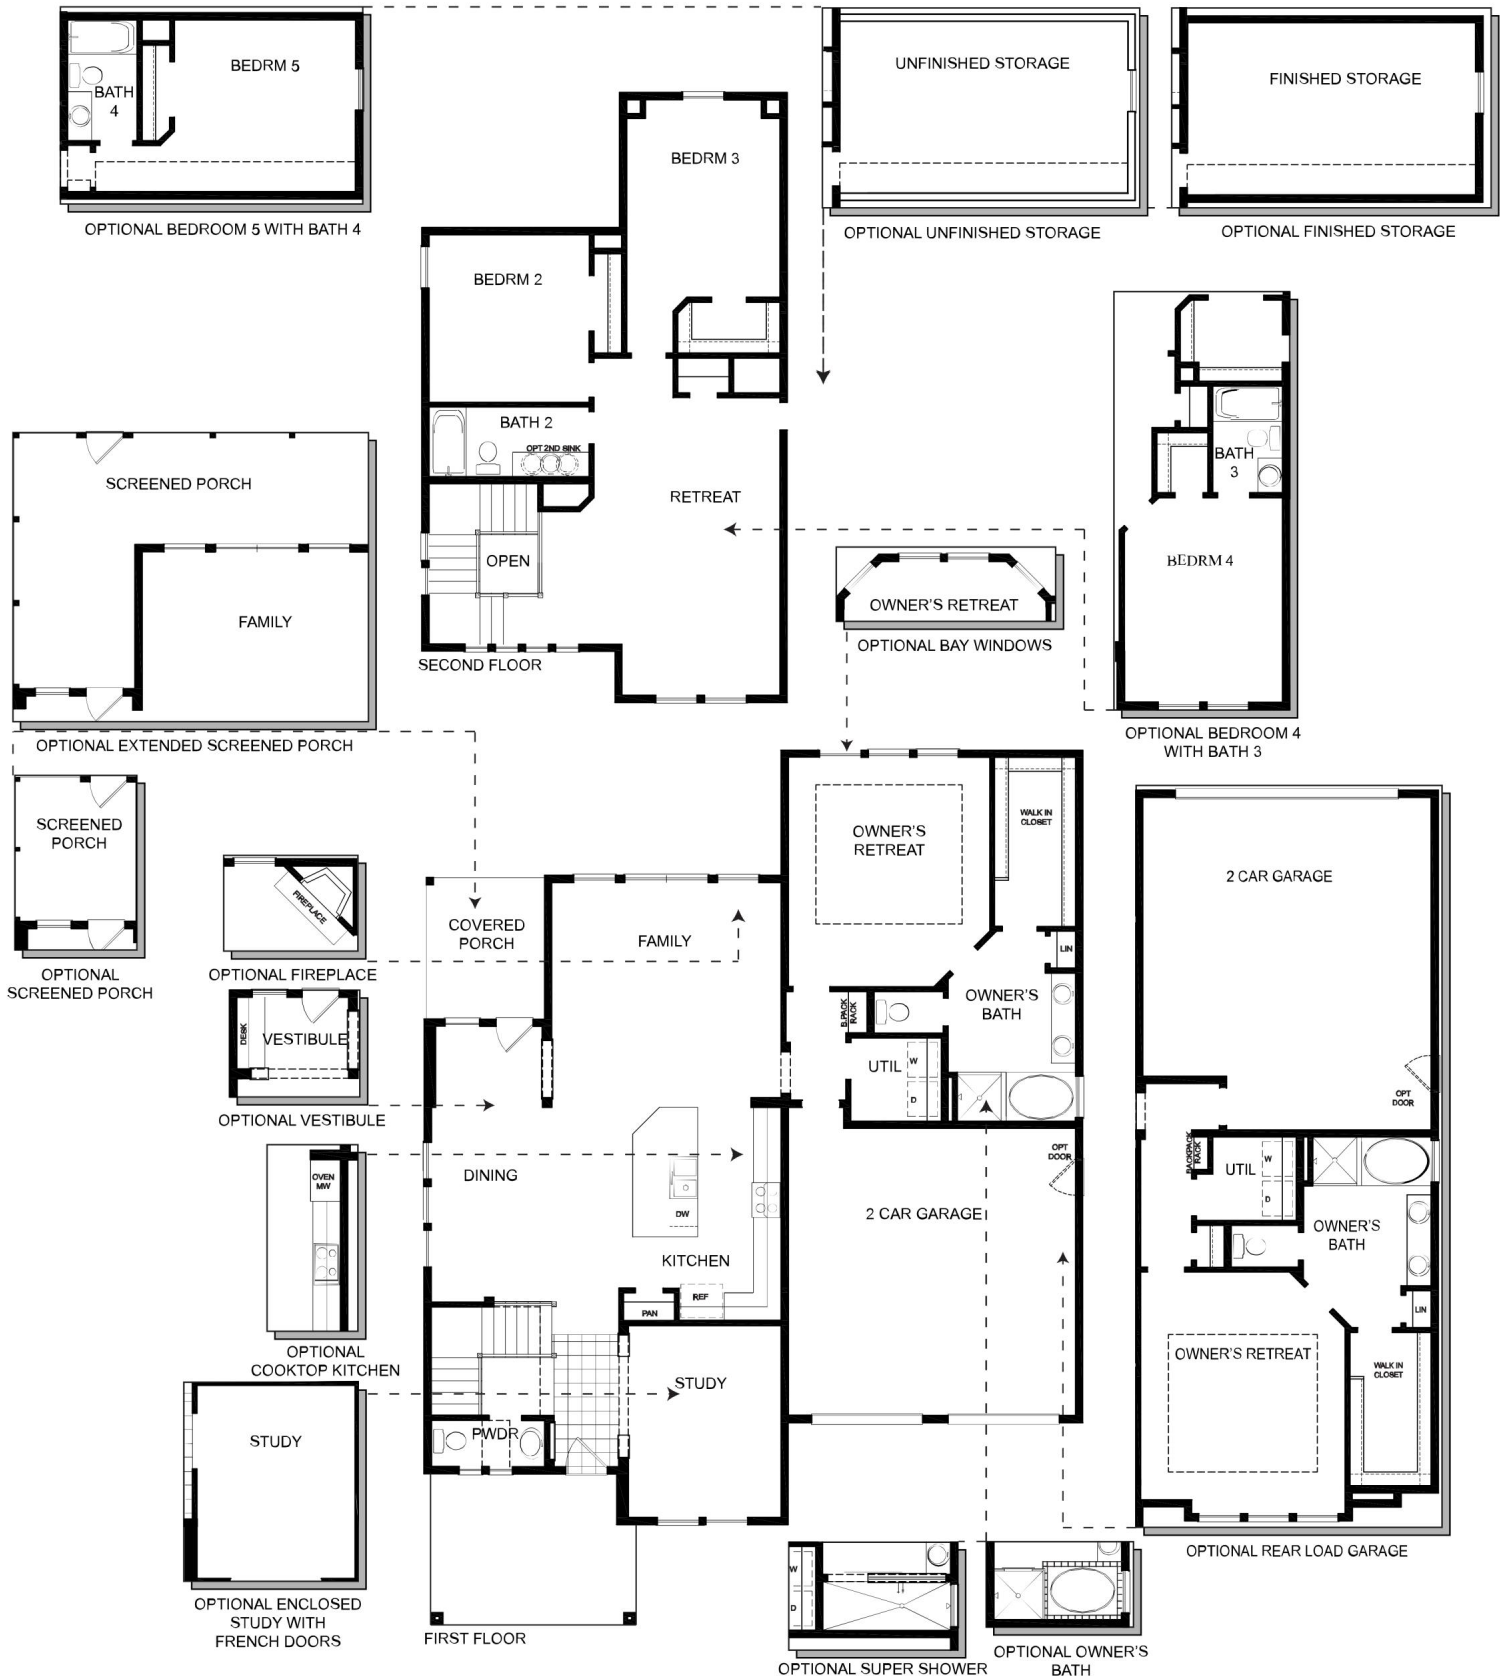 BEDRM 5
BATH
4
OPTIONAL BEDROOM 5 WITH BATH 4
UNFINISHED STORAGE
OPTIONAL UNFINISHED STORAGE
FINISHED STORAGE
OPTIONAL FINISHED STORAGE
BEDRM 3
BEDRM 2
BATH 2
OPT 2ND SINK
RETREAT
OPEN
SECOND FLOOR
SCREENED PORCH
FAMILY
OPTIONAL EXTENDED SCREENED PORCH
BATH
3
BEDRM 4
OPTIONAL BEDROOM 4
WITH BATH 3
OWNER'S RETREAT
OPTIONAL BAY WINDOWS
SCREENED
PORCH
OPTIONAL
SCREENED PORCH
FIREPLACE
OPTIONAL FIREPLACE
DESK
VESTIBULE
OPTIONAL VESTIBULE
OVEN
MW
OPTIONAL
COOKTOP KITCHEN
STUDY
OPTIONAL ENCLOSED
STUDY WITH
FRENCH DOORS
COVERED
PORCH
FAMILY
OWNER'S
RETREAT
WALK IN
CLOSET
LIN
OWNER'S
BATH
B.PACK
RACK
UTIL
W
D
DINING
DW
KITCHEN
REF
PAN
OPT
DOOR
2 CAR GARAGE
STUDY
PWDR
FIRST FLOOR
2 CAR GARAGE
OPT
DOOR
BACKPACK
RACK
UTIL
W
D
OWNER'S
BATH
LIN
OWNER'S RETREAT
WALK IN
CLOSET
OPTIONAL REAR LOAD GARAGE
W
D
OPTIONAL SUPER SHOWER
OPTIONAL OWNER'S
BATH